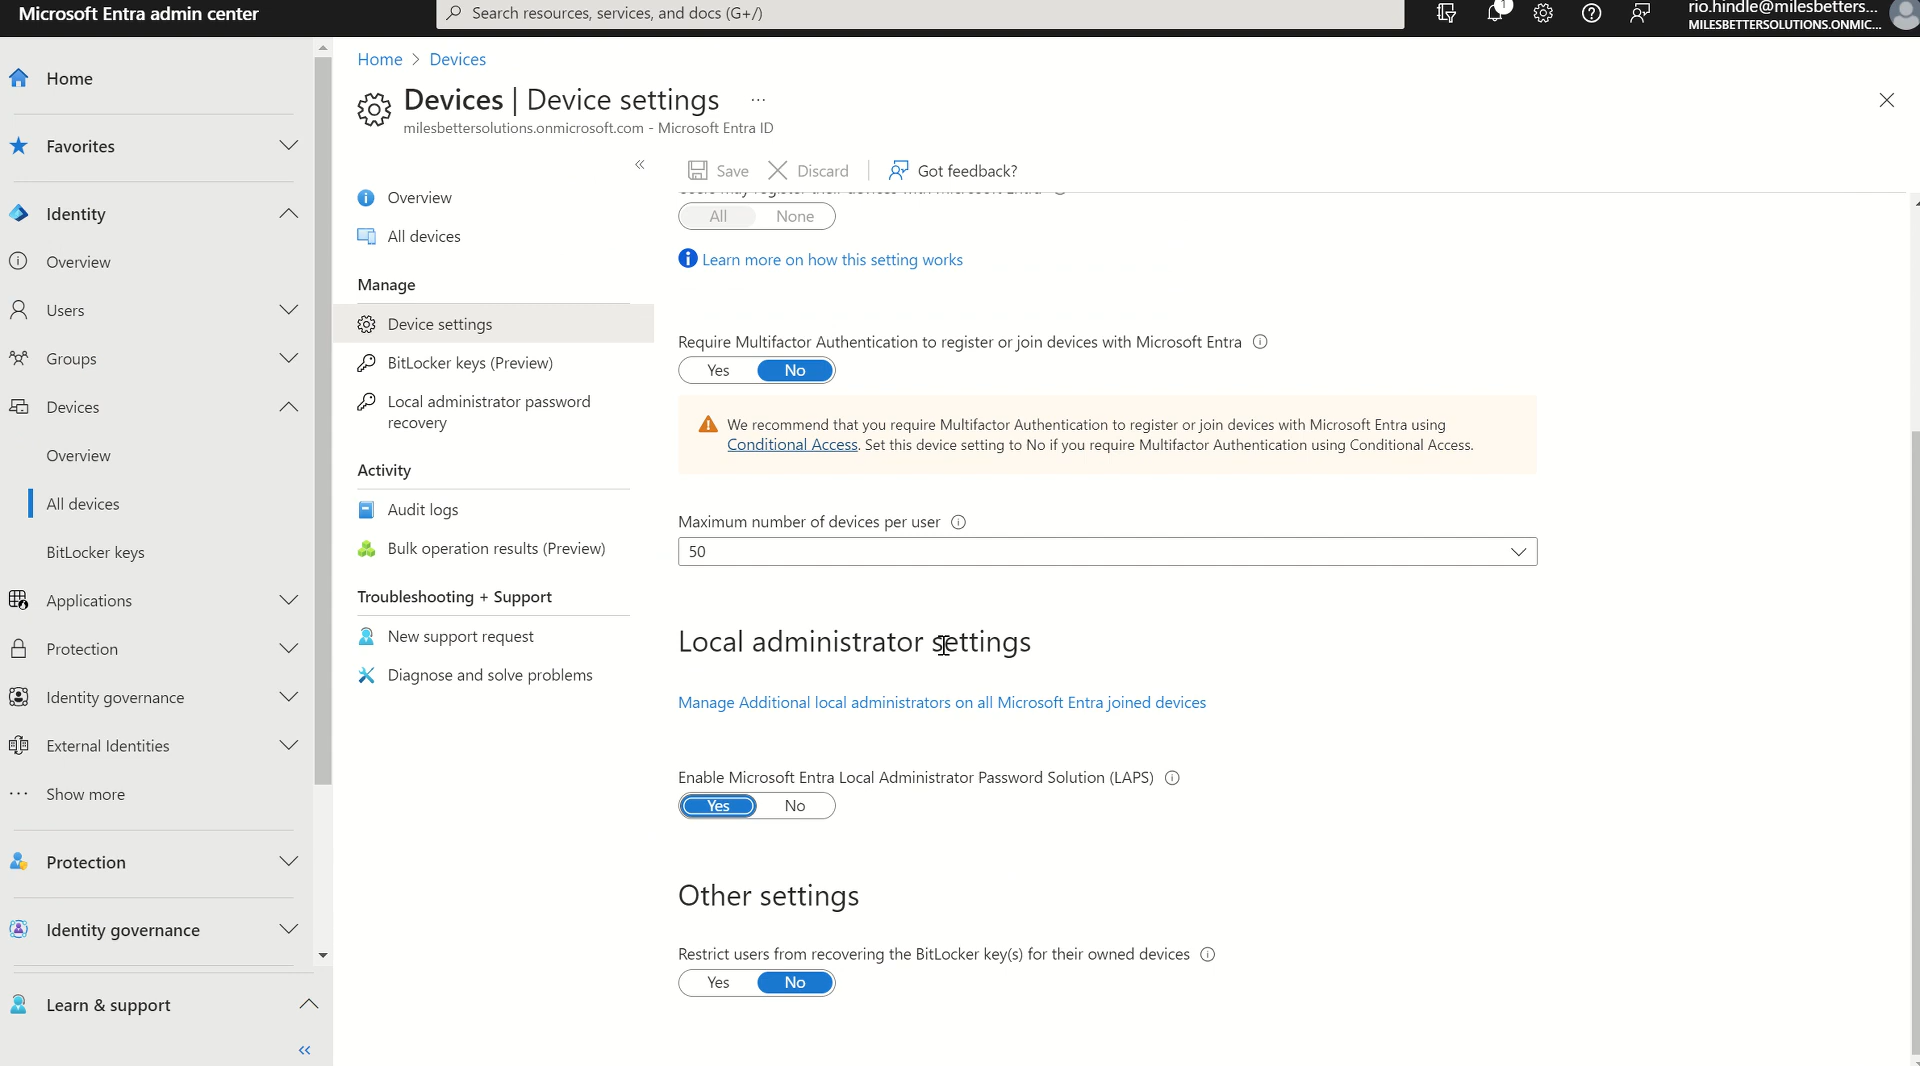 Microsoft Entra admin center
Search resources, services, and docs (G+/)
1
rio.hindle@milesbetters...
MILESBETTERSOLUTIONS.ONMIC...
Home
Favorites
Identity
Overview
Users
Groups
Devices
Overview
All devices
BitLocker keys
Applications
Protection
Identity governance
External Identities
Show more
Protection
Identity governance
Learn & support
Home > Devices
Devices | Device settings ...
milesbettersolutions.onmicrosoft.com - Microsoft Entra ID
Overview
All devices
Manage
Device settings
BitLocker keys (Preview)
Local administrator password
recovery
Activity
Audit logs
Bulk operation results (Preview)
Troubleshooting + Support
New support request
Diagnose and solve problems
Save Discard Got feedback?
Users may register their devices with Microsoft Entra
All None
Learn more on how this setting works
Require Multifactor Authentication to register or join devices with Microsoft Entra
Yes No
We recommend that you require Multifactor Authentication to register or join devices with Microsoft Entra using
Conditional Access. Set this device setting to No if you require Multifactor Authentication using Conditional Access.
Maximum number of devices per user
50
Local administrator settings
Manage Additional local administrators on all Microsoft Entra joined devices
Enable Microsoft Entra Local Administrator Password Solution (LAPS)
Yes No
Other settings
Restrict users from recovering the BitLocker key(s) for their owned devices
Yes No